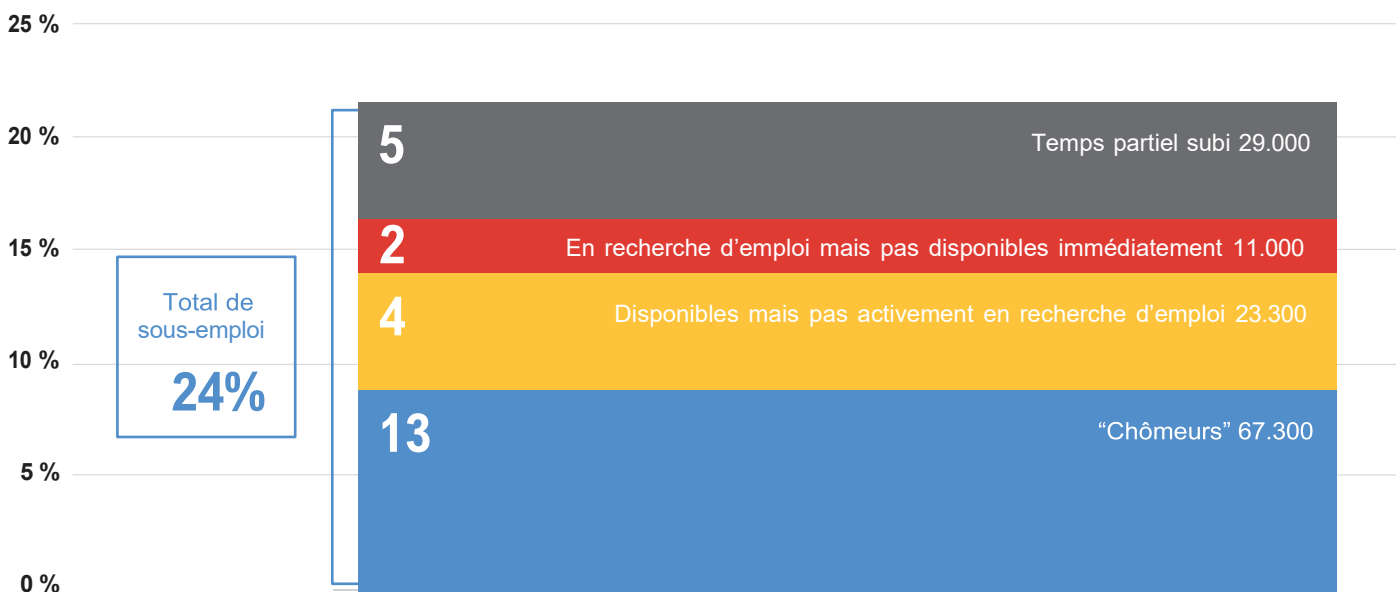 25 %
20 %
15 %
10 %
5 %
0 %
Total de
sous-emploi
24%
5
Temps partiel subi 29.000
2
En recherche d’emploi mais pas disponibles immédiatement 11.000
4
Disponibles mais pas activement en recherche d’emploi 23.300
13
“Chômeurs” 67.300